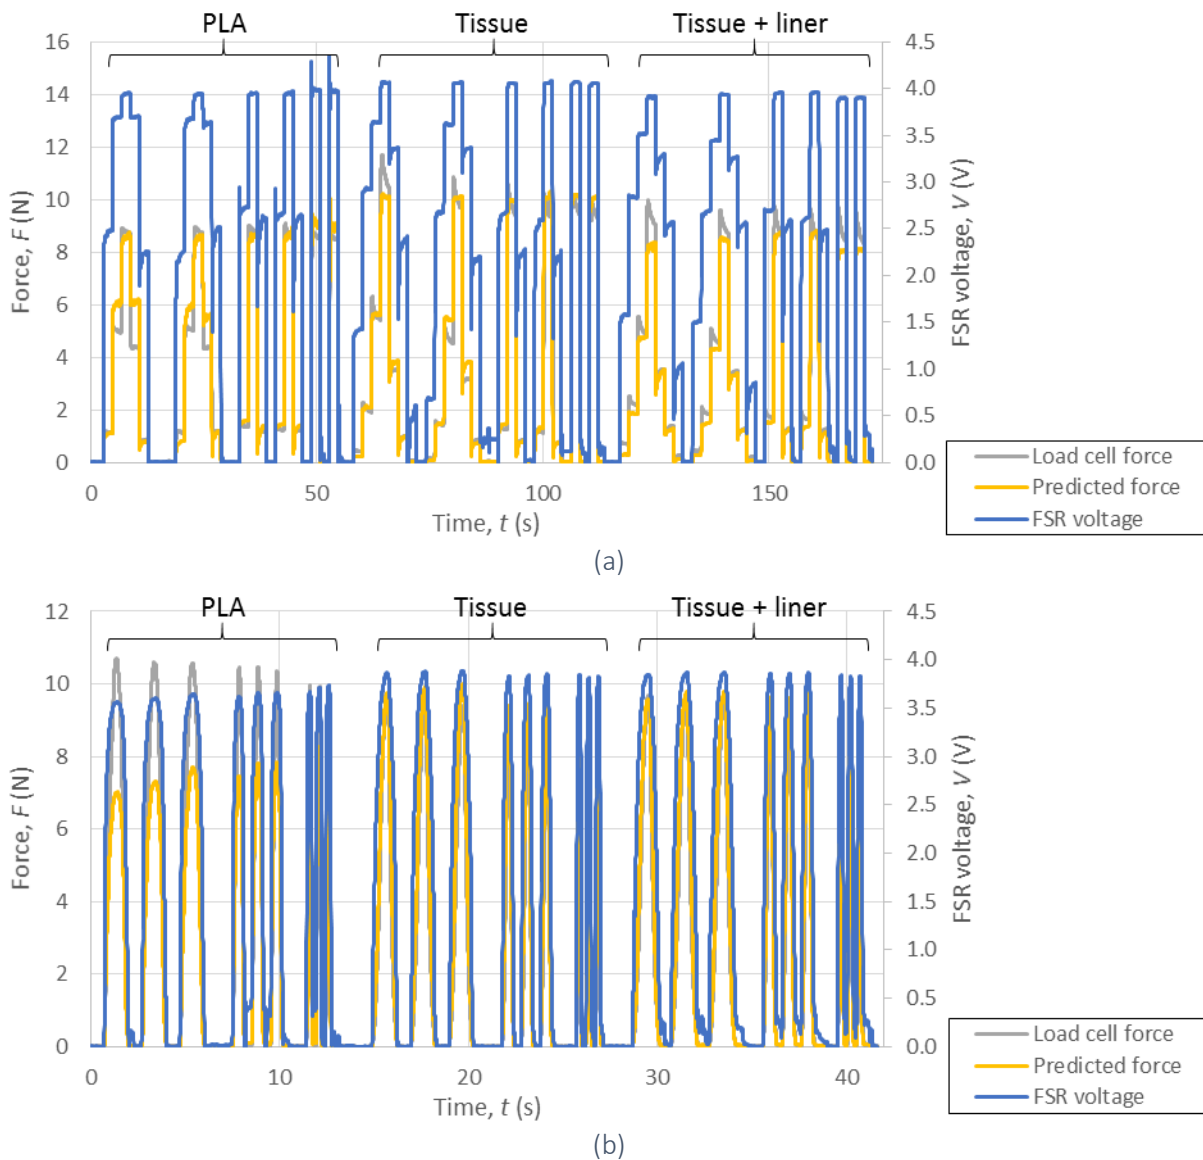 PLA Tissue Tissue + liner
16 4.5
14 4.0
12 3.5
10 3.0
8 2.5
6 2.0
4 1.5
2 1.0
0 0.5
0.0
Force, F (N)
FSR voltage, V (V)
0 50 100 150
Time, t (s)
Load cell force
Predicted force
FSR voltage
(a)
PLA Tissue Tissue + liner
12 4.5
10 4.0
8 3.5
6 3.0
4 2.5
2 2.0
0 1.5
1.0
0.5
0.0
Force, F (N)
FSR voltage, V (V)
0 10 20 30 40
Time, t (s)
Load cell force
Predicted force
FSR voltage
(b)